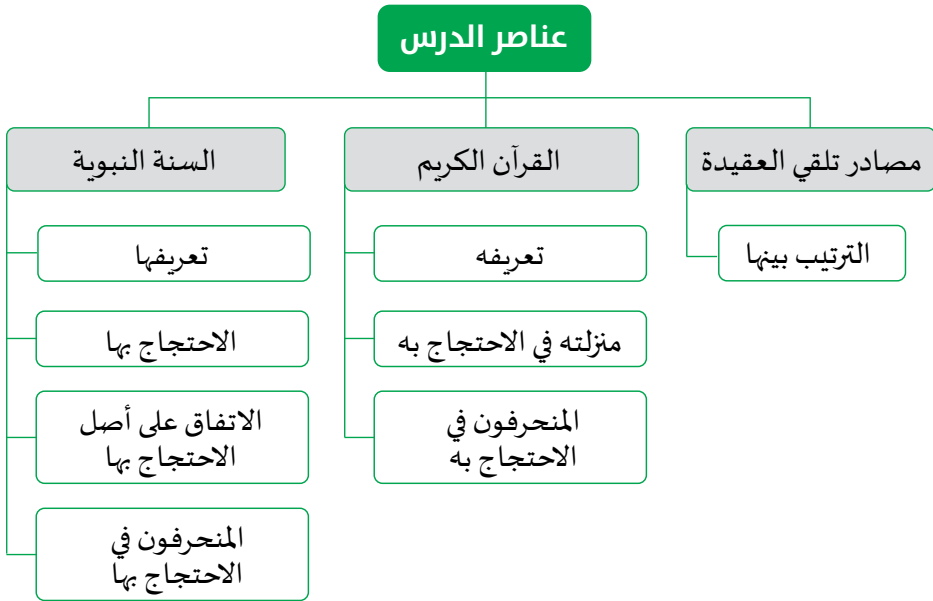 عناصر الدرس
مصادر تلقي العقيدة
الترتيب بينها
القرآن الكريم
تعريفه
منزلته في الاحتجاج به
المنحرفون في
الاحتجاج به
السنة النبوية
تعريفها
الاحتجاج بها
الاتفاق على أصل
الاحتجاج بها
المنحرفون في
الاحتجاج بها